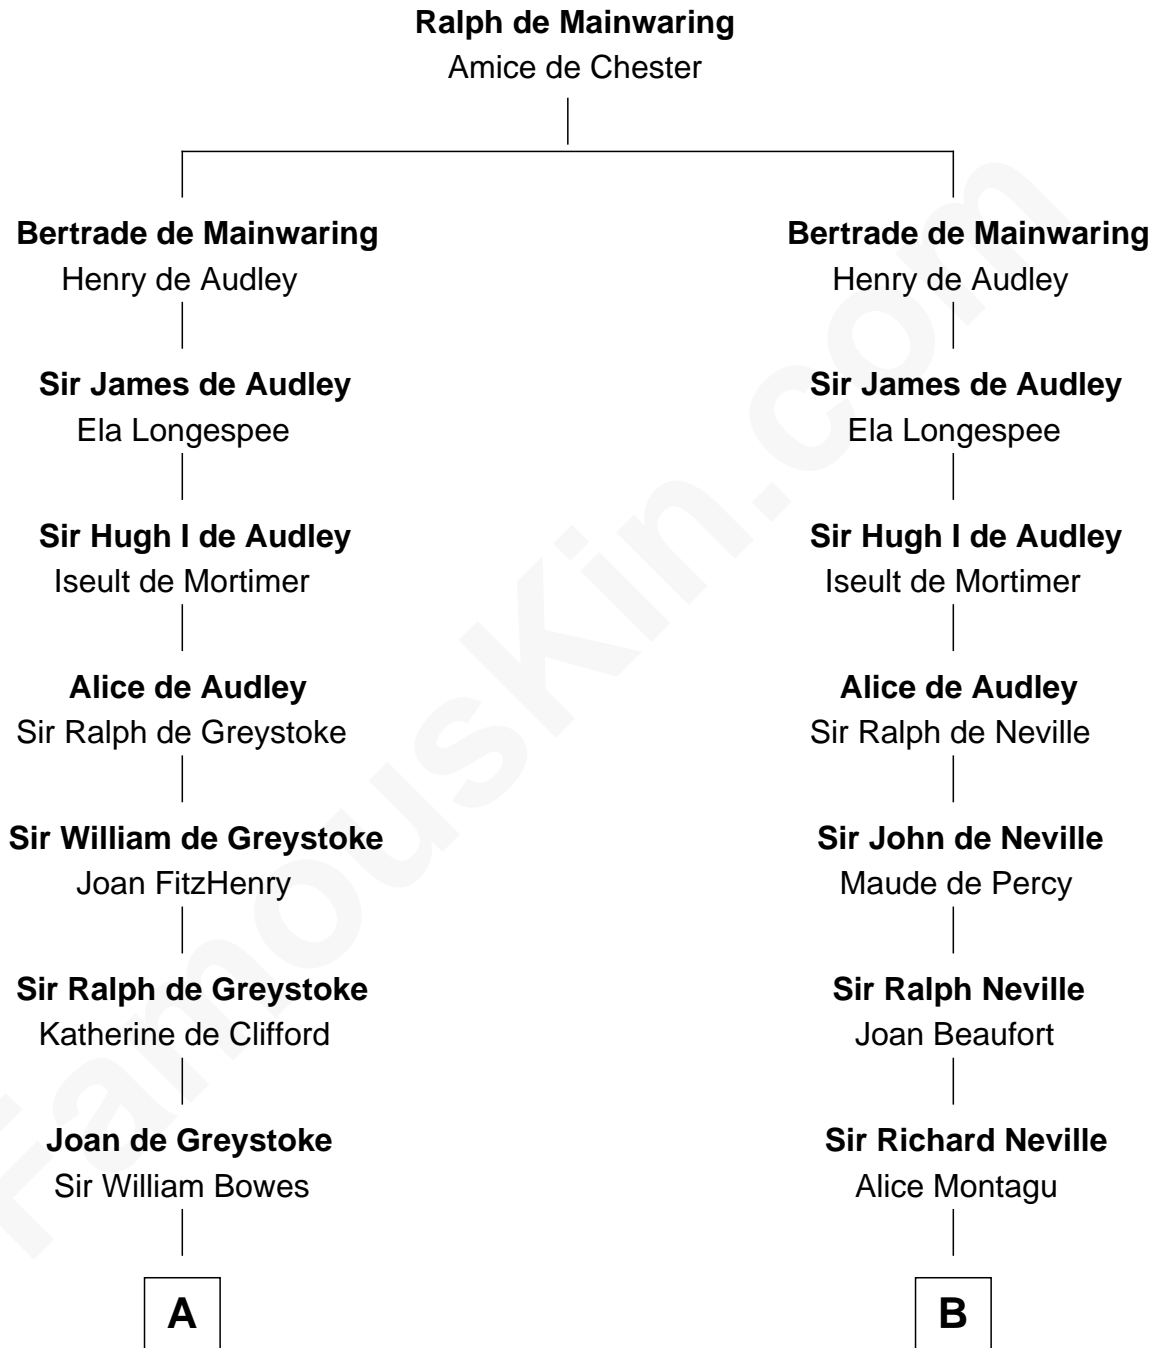 Ralph de Mainwaring
Amice de Chester
Bertrade de Mainwaring
Henry de Audley
Bertrade de Mainwaring
Henry de Audley
Sir James de Audley
Ela Longespee
Sir James de Audley
Ela Longespee
Sir Hugh I de Audley
Iseult de Mortimer
Sir Hugh I de Audley
Iseult de Mortimer
Alice de Audley
Sir Ralph de Greystoke
Alice de Audley
Sir Ralph de Neville
Sir William de Greystoke
Joan FitzHenry
Sir John de Neville
Maude de Percy
Sir Ralph de Greystoke
Katherine de Clifford
Sir Ralph Neville
Joan Beaufort
Joan de Greystoke
Sir William Bowes
Sir Richard Neville
Alice Montagu
A
B
FamousKin.com